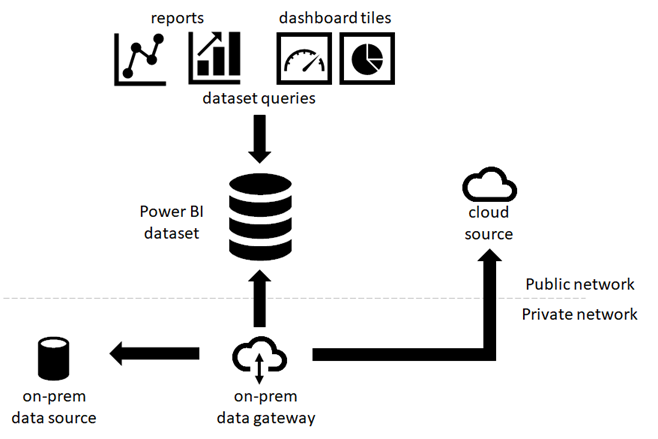 reports
dashboard tiles
dataset queries
Power BI
dataset
cloud
source
Public network
Private network
on-prem
data source
on-prem
data gateway